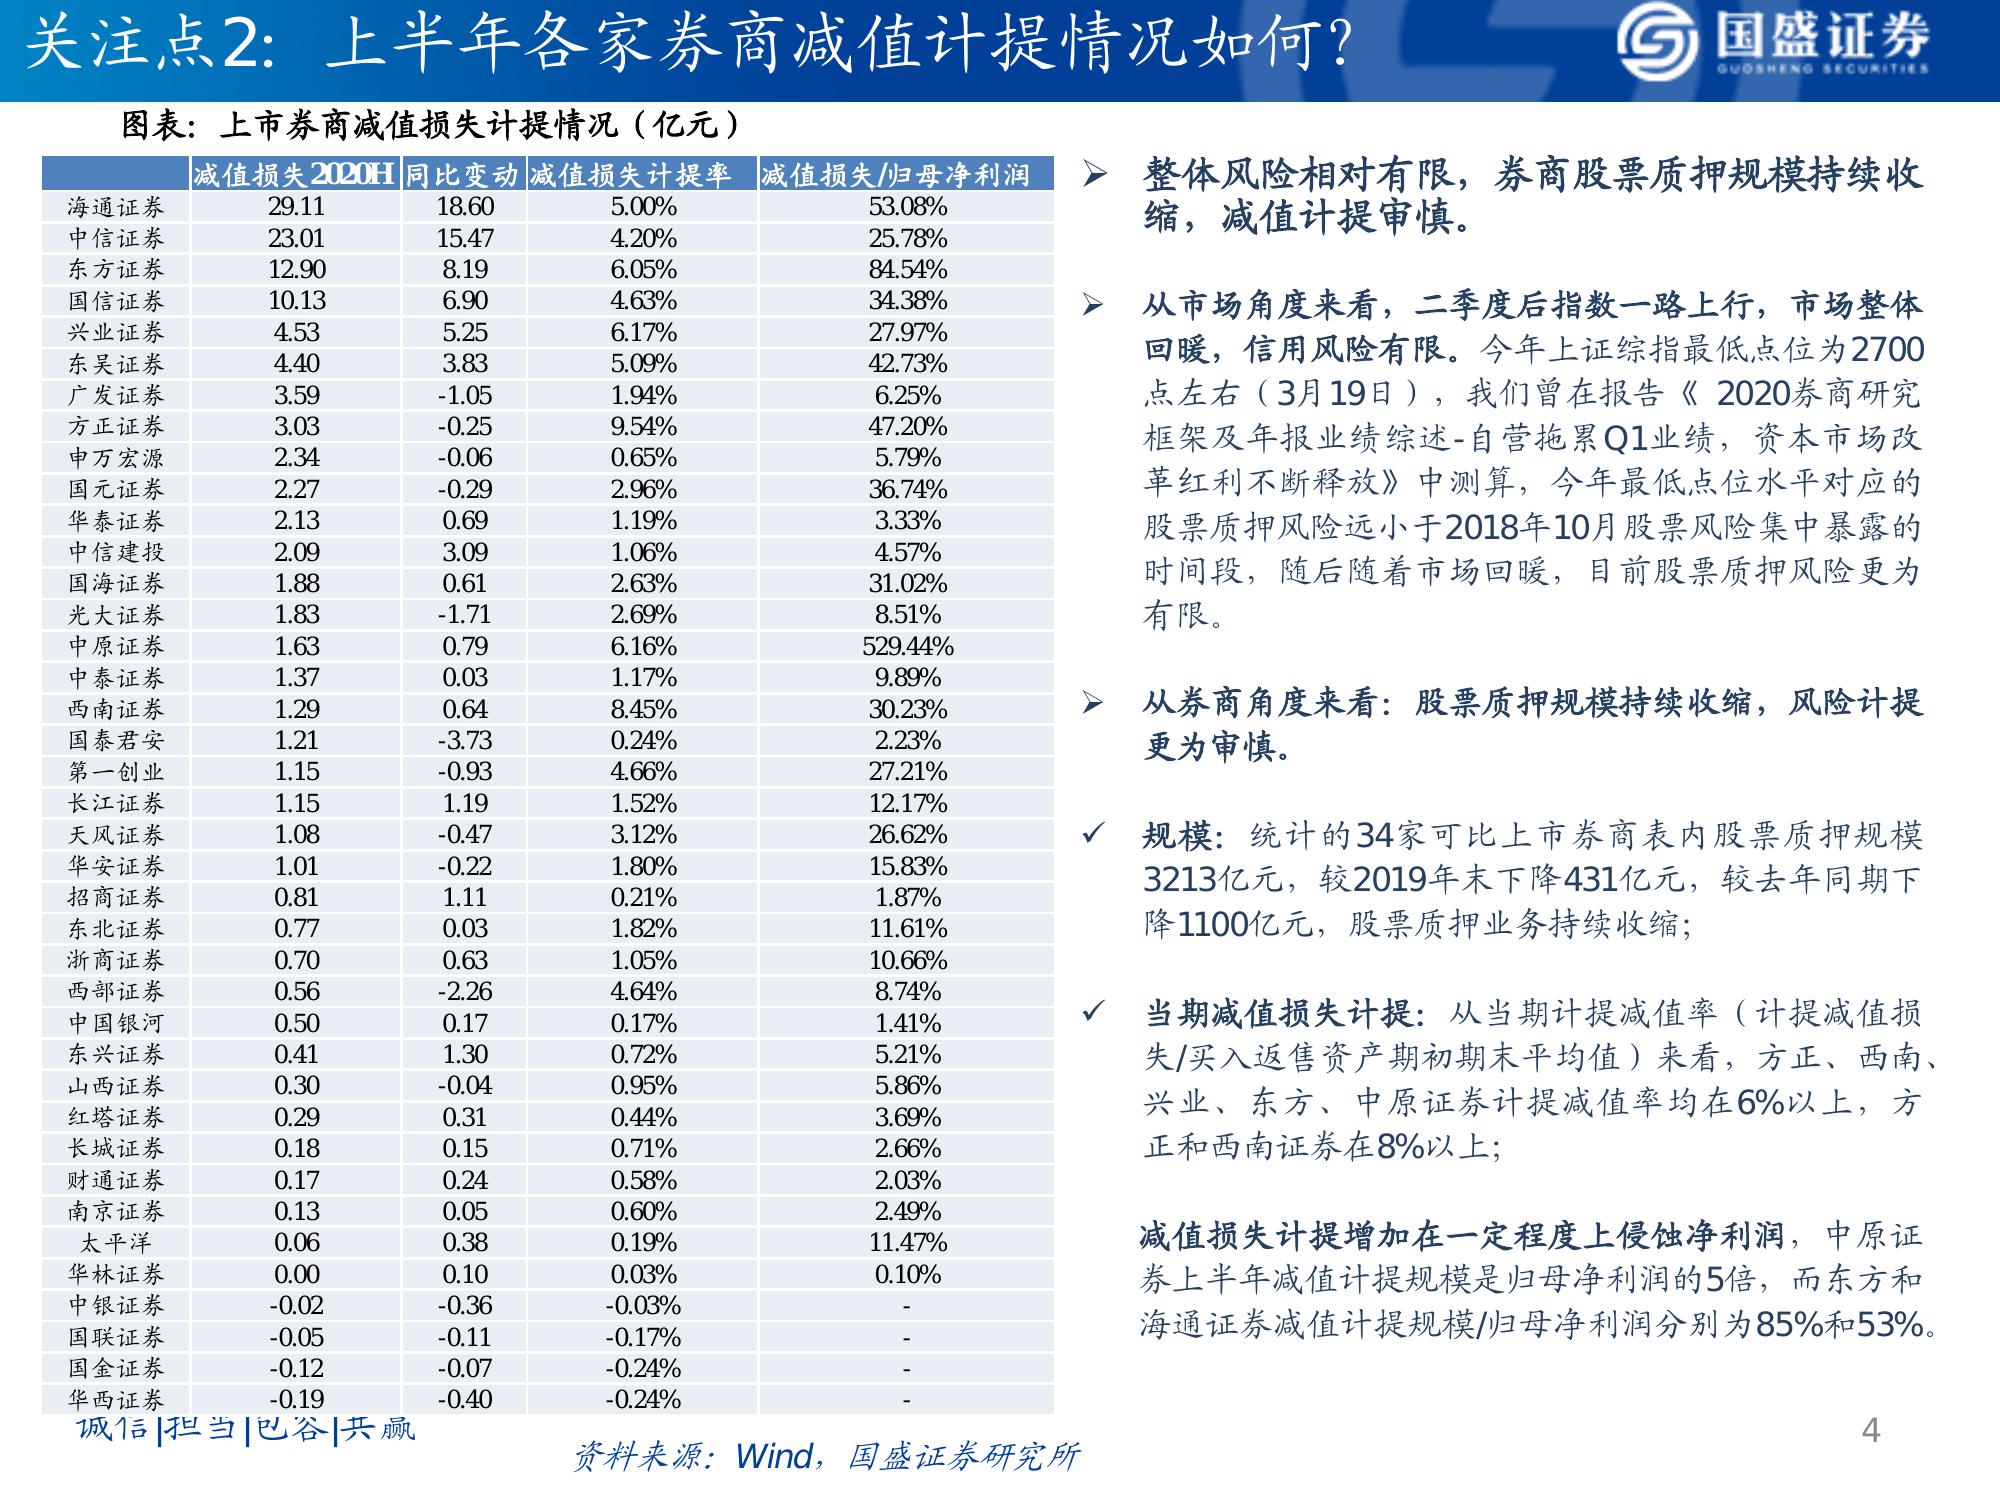 关注点2: 上半年各家券商减值计提情况如何？
国盛证券
GUOSHENG SECURITIES
图表：上市券商减值损失计提情况（亿元）
减值损失2020H 同比变动 减值损失计提率 减值损失/归母净利润
海通证券 29.11 18.60 5.00% 53.08%
中信证券 23.01 15.47 4.20% 25.78%
东方证券 12.90 8.19 6.05% 84.54%
国信证券 10.13 6.90 4.63% 34.38%
兴业证券 4.53 5.25 6.17% 27.97%
东吴证券 4.40 3.83 5.09% 42.73%
广发证券 3.59 -1.05 1.94% 6.25%
方正证券 3.03 -0.25 9.54% 47.20%
申万宏源 2.34 -0.06 0.65% 5.79%
国元证券 2.27 -0.29 2.96% 36.74%
华泰证券 2.13 0.69 1.19% 3.33%
中信建投 2.09 3.09 1.06% 4.57%
国海证券 1.88 0.61 2.63% 31.02%
光大证券 1.83 -1.71 2.69% 8.51%
中原证券 1.63 0.79 6.16% 529.44%
中泰证券 1.37 0.03 1.17% 9.89%
西南证券 1.29 0.64 8.45% 30.23%
国泰君安 1.21 -3.73 0.24% 2.23%
第一创业 1.15 -0.93 4.66% 27.21%
长江证券 1.15 1.19 1.52% 12.17%
天风证券 1.08 -0.47 3.12% 26.62%
华安证券 1.01 -0.22 1.80% 15.83%
招商证券 0.81 1.11 0.21% 1.87%
东北证券 0.77 0.03 1.82% 11.61%
浙商证券 0.70 0.63 1.05% 10.66%
西部证券 0.56 -2.26 4.64% 8.74%
中国银河 0.50 0.17 0.17% 1.41%
东兴证券 0.41 1.30 0.72% 5.21%
山西证券 0.30 -0.04 0.95% 5.86%
红塔证券 0.29 0.31 0.44% 3.69%
长城证券 0.18 0.15 0.71% 2.66%
财通证券 0.17 0.24 0.58% 2.03%
南京证券 0.13 0.05 0.60% 2.49%
太平洋 0.06 0.38 0.19% 11.47%
华林证券 0.00 0.10 0.03% 0.10%
中银证券 -0.02 -0.36 -0.03% -
国联证券 -0.05 -0.11 -0.17% -
国金证券 -0.12 -0.07 -0.24% -
华西证券 -0.19 -0.40 -0.24% -
➢ 整体风险相对有限，券商股票质押规模持续收
缩，减值计提审慎。
➢ 从市场角度来看，二季度后指数一路上行，市场整体
回暖，信用风险有限。今年上证综指最低点位为2700
点左右（3月19日），我们曾在报告《 2020券商研究
框架及年报业绩综述-自营拖累Q1业绩，资本市场改
革红利不断释放》中测算，今年最低点位水平对应的
股票质押风险远小于2018年10月股票风险集中暴露的
时间段，随后随着市场回暖，目前股票质押风险更为
有限。
➢ 从券商角度来看：股票质押规模持续收缩，风险计提
更为审慎。
✓ 规模：统计的34家可比上市券商表内股票质押规模
3213亿元，较2019年末下降431亿元，较去年同期下
降1100亿元，股票质押业务持续收缩；
✓ 当期减值损失计提：从当期计提减值率（计提减值损
失/买入返售资产期初期末平均值）来看，方正、西南、
兴业、东方、中原证券计提减值率均在6%以上，方
正和西南证券在8%以上；
减值损失计提增加在一定程度上侵蚀净利润，中原证
券上半年减值计提规模是归母净利润的5倍，而东方和
海通证券减值计提规模/归母净利润分别为85%和53%。
诚信|担当|包容|共赢
资料来源：Wind，国盛证券研究所
4